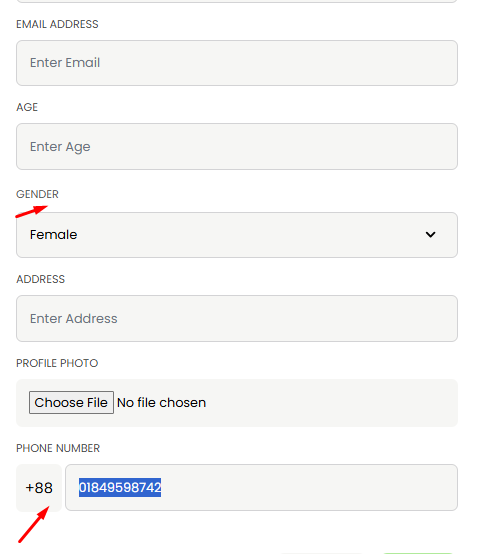 EMAIL ADDRESS
Enter Email
AGE
Enter Age
GENDER
Female
ADDRESS
Enter Address
PROFILE PHOTO
Choose File No file chosen
PHONE NUMBER
+88 01849598742